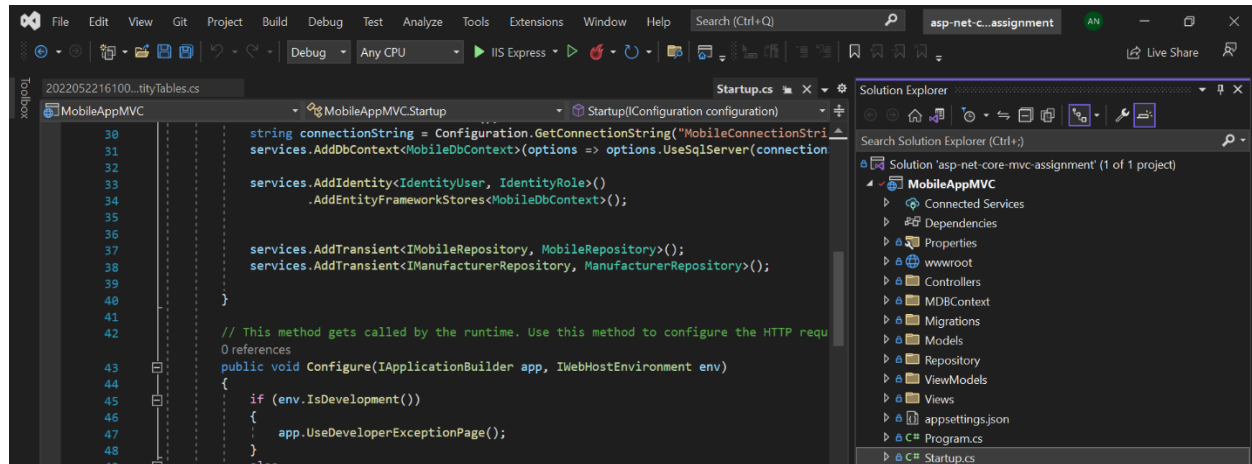 File Edit View Git Project Build Debug Test Analyze Tools Extensions Window Help Search (Ctrl+Q) asp-net-c...assignment AN
Debug Any CPU IIS Express Live Share
Toolbox
2022052216100...tityTables.cs Startup.cs
MobileAppMVC MobileAppMVC.Startup Startup(IConfiguration configuration)
30 string connectionString = Configuration.GetConnectionString("MobileConnectionStri
31 services.AddDbContext<MobileDbContext>(options => options.UseSqlServer(connection
32
33 services.AddIdentity<IdentityUser, IdentityRole>()
34 .AddEntityFrameworkStores<MobileDbContext>();
35
36
37 services.AddTransient<IMobileRepository, MobileRepository>();
38 services.AddTransient<IManufacturerRepository, ManufacturerRepository>();
39
40 }
41
42 // This method gets called by the runtime. Use this method to configure the HTTP requ
0 references
43 public void Configure(IApplicationBuilder app, IWebHostEnvironment env)
44 {
45 if (env.IsDevelopment())
46 {
47 app.UseDeveloperExceptionPage();
48 }
Solution Explorer
Search Solution Explorer (Ctrl+;)
Solution 'asp-net-core-mvc-assignment' (1 of 1 project)
MobileAppMVC
Connected Services
Dependencies
Properties
wwwroot
Controllers
MDBContext
Migrations
Models
Repository
ViewModels
Views
appsettings.json
C# Program.cs
C# Startup.cs